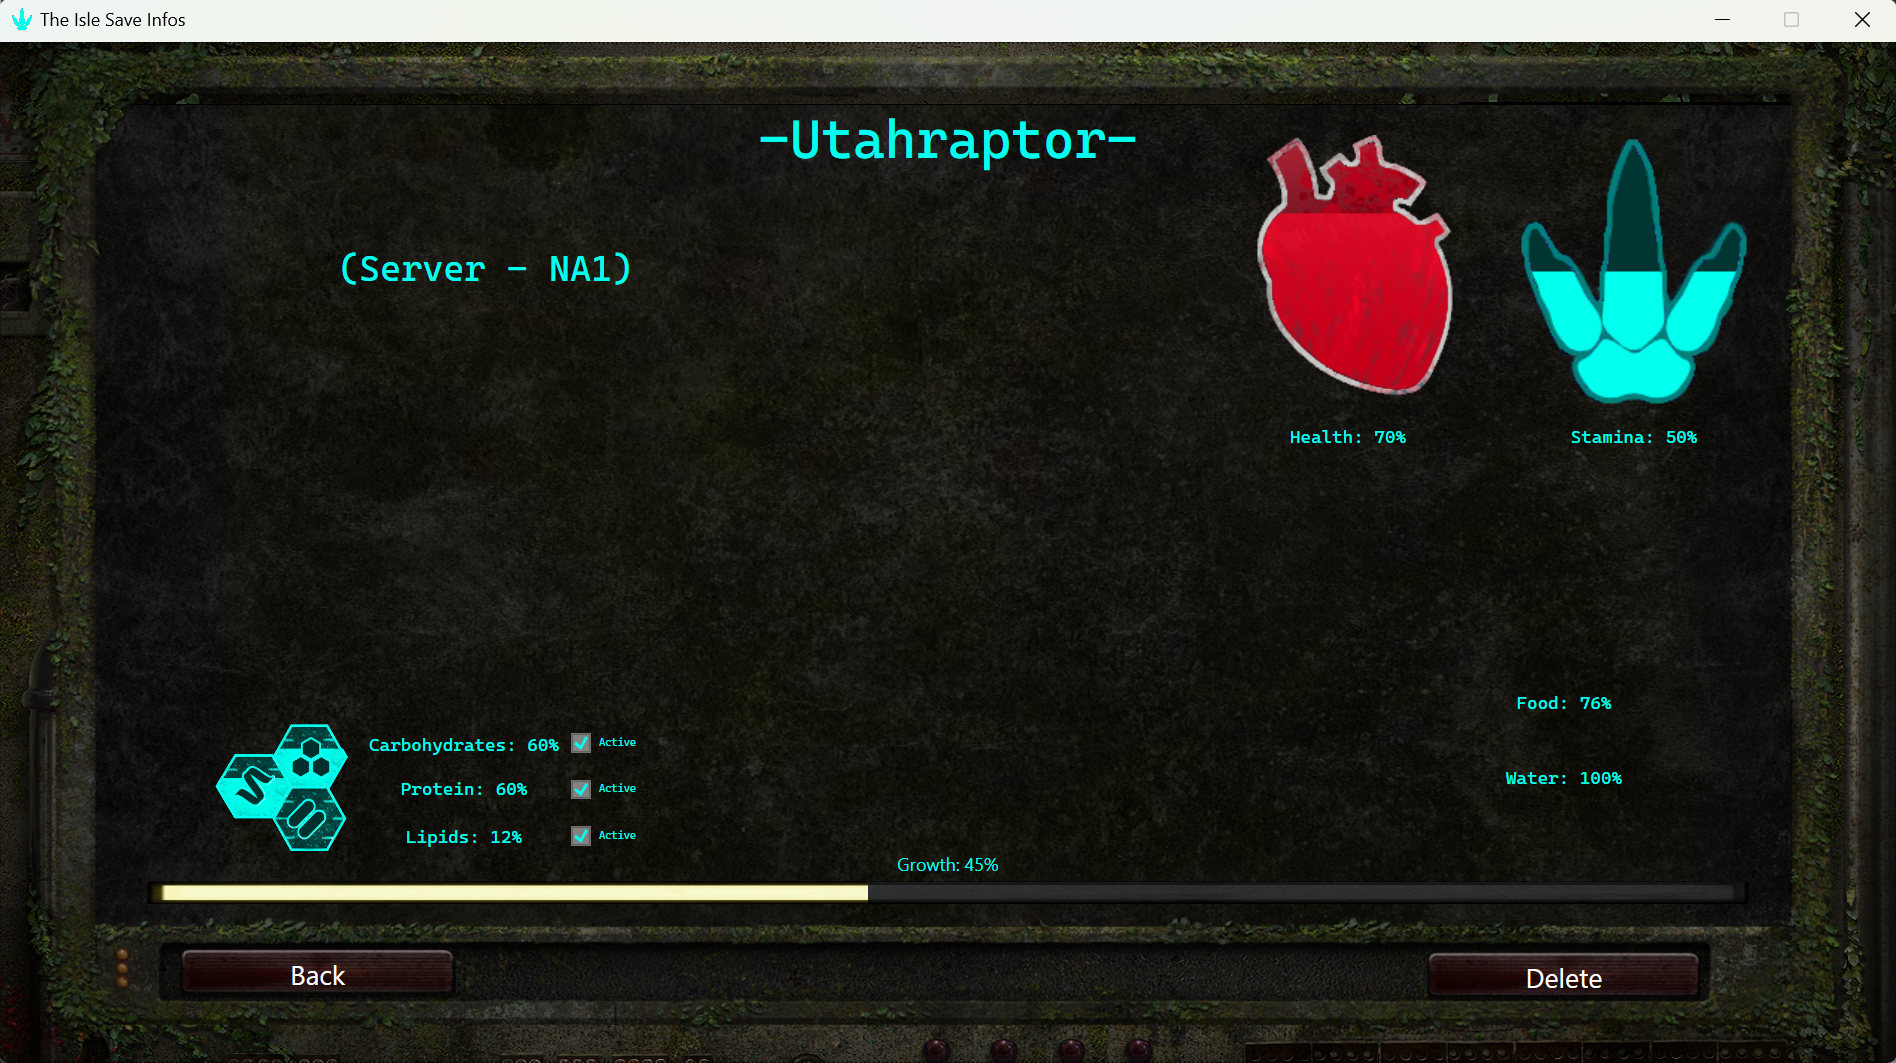 The Isle Save Infos
-Utahraptor-
(Server - NA1)
Health: 70%
Stamina: 50%
Food: 76%
Carbohydrates: 60%
Active
Water: 100%
Protein: 60%
Active
Lipids: 12%
Active
Growth: 45%
Back
Delete